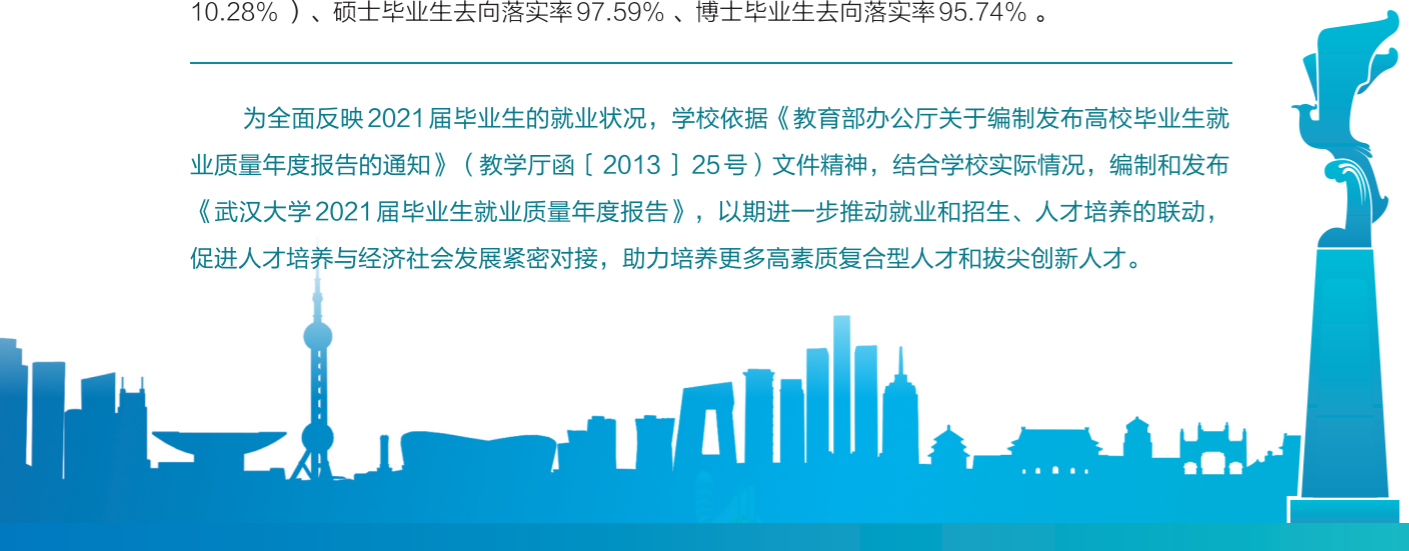 10.28%）、硕士毕业生去向落实率97.59%、博士毕业生去向落实率95.74%。
为全面反映2021届毕业生的就业状况，学校依据《教育部办公厅关于编制发布高校毕业生就
业质量年度报告的通知》（教学厅函［2013］25号）文件精神，结合学校实际情况，编制和发布
《武汉大学2021届毕业生就业质量年度报告》，以期进一步推动就业和招生、人才培养的联动，
促进人才培养与经济社会发展紧密对接，助力培养更多高素质复合型人才和拔尖创新人才。